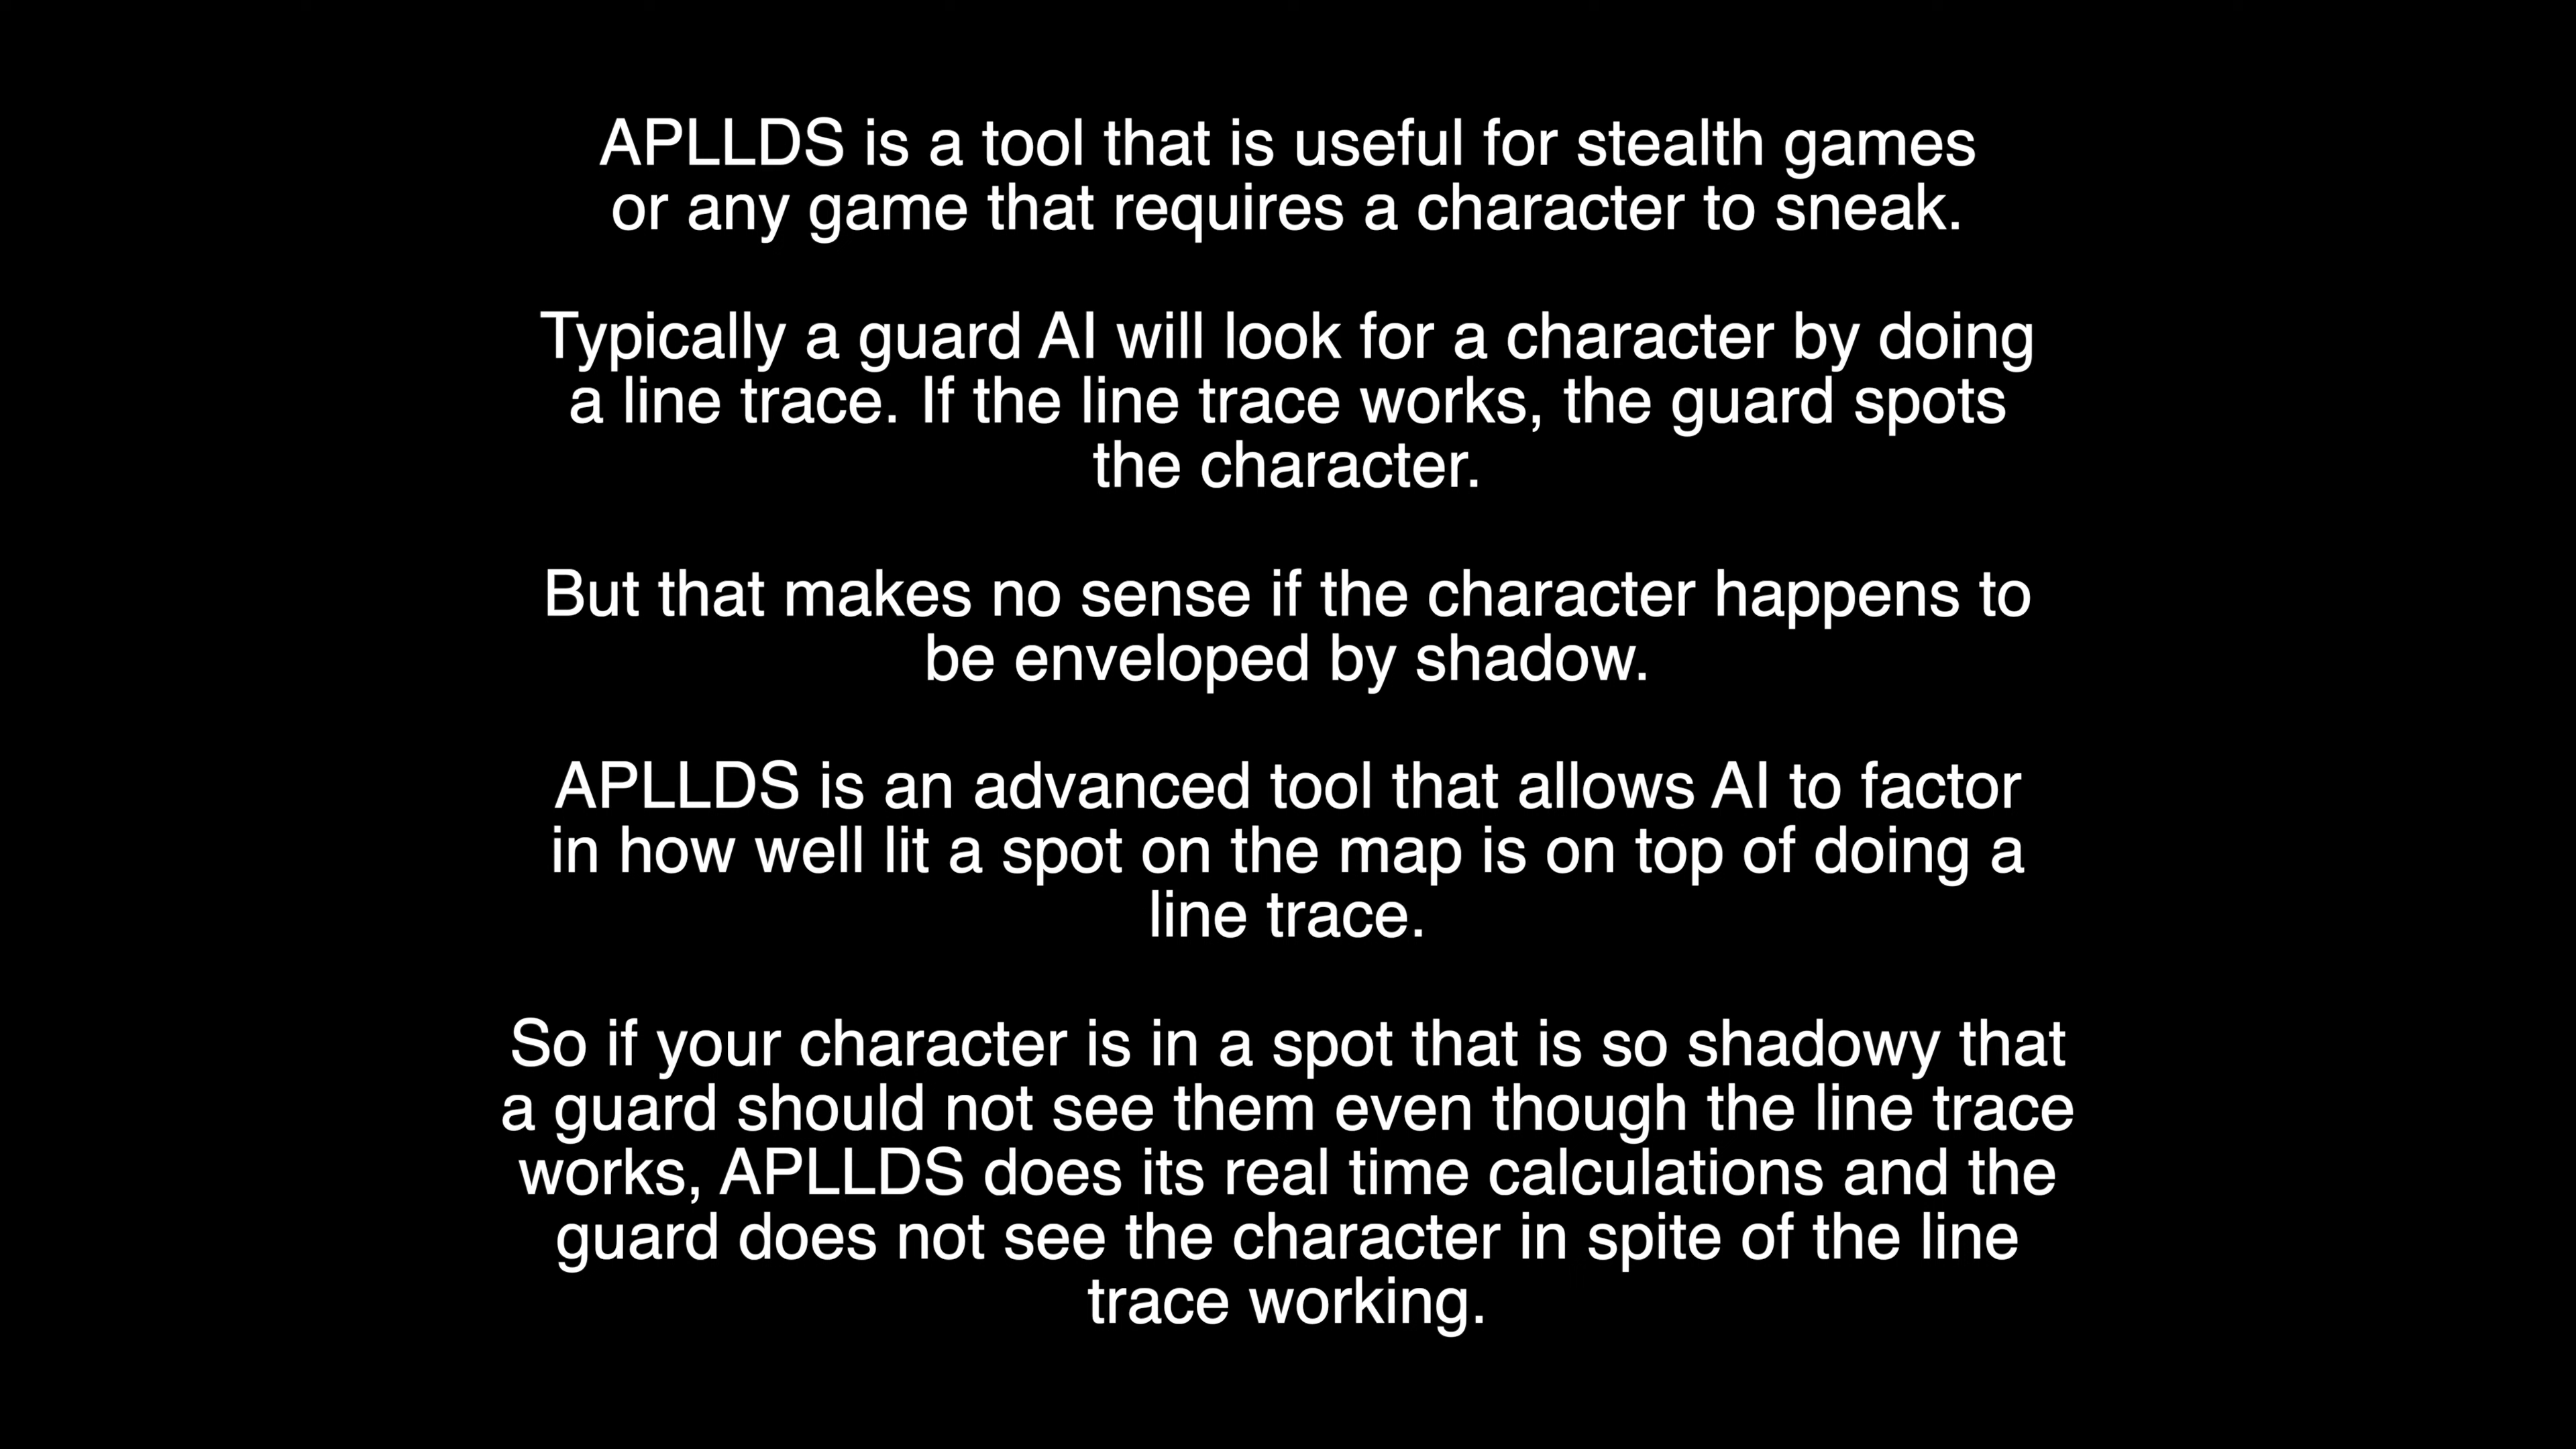 APLLDS is a tool that is useful for stealth games
or any game that requires a character to sneak.
Typically a guard AI will look for a character by doing
a line trace. If the line trace works, the guard spots
the character.
But that makes no sense if the character happens to
be enveloped by shadow.
APLLDS is an advanced tool that allows AI to factor
in how well lit a spot on the map is on top of doing a
line trace.
So if your character is in a spot that is so shadowy that
a guard should not see them even though the line trace
works, APLLDS does its real time calculations and the
guard does not see the character in spite of the line
trace working.